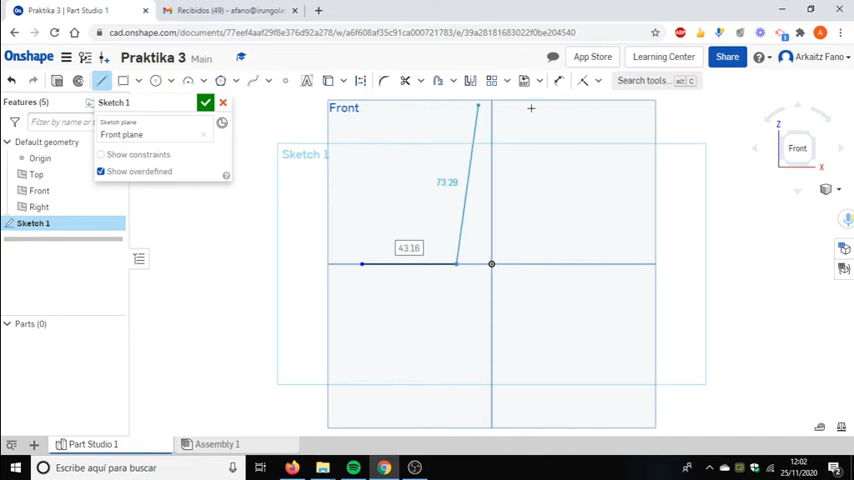 Praktika 3 | Part Studio 1
Recibidos (49) - afano@irungola
cad.onshape.com/documents/77eef4aaf29f8e376d92a278/w/a6f608af35c91ca000721783/e/39a28181683022f0be204540
Onshape
Praktika 3 Main
App Store
Learning Center
Share
Arkaitz Fano
Search tools... alt C
Features (5)
Filter by name or
Default geometry
Origin
Top
Front
Right
Sketch 1
Parts (0)
Sketch 1
Sketch plane
Front plane
Show constraints
Show overdefined
Front
Sketch 1
73.29
43.16
Z
Front
X
Part Studio 1
Assembly 1
Escribe aquí para buscar
12:02
25/11/2020
2